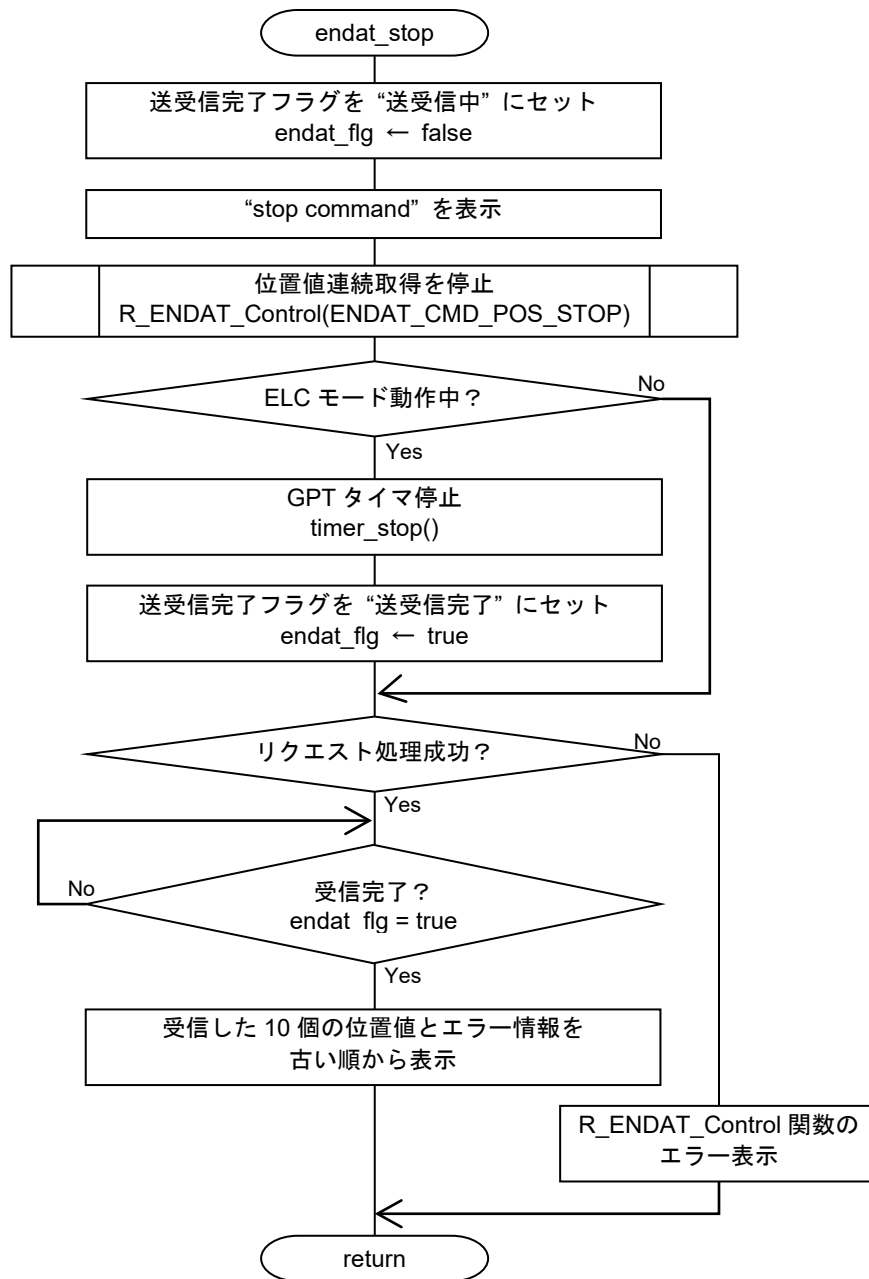 endat_stop
送受信完了フラグを “送受信中” にセット
endat_flg ← false
“stop command” を表示
位置値連続取得を停止
R_ENDAT_Control(ENDAT_CMD_POS_STOP)
ELC モード動作中？
No
Yes
GPT タイマ停止
timer_stop()
送受信完了フラグを “送受信完了” にセット
endat_flg ← true
リクエスト処理成功？
No
Yes
No
受信完了？
endat flg = true
Yes
受信した 10 個の位置値とエラー情報を
古い順から表示
R_ENDAT_Control 関数の
エラー表示
return